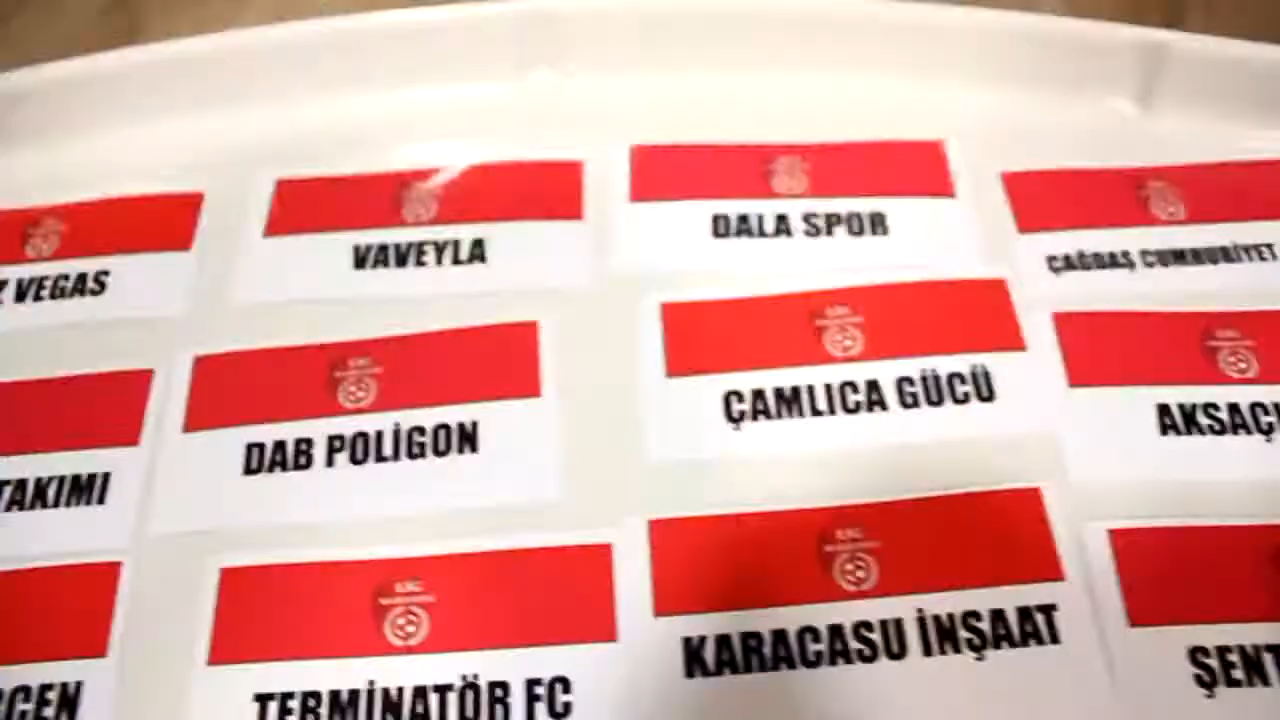 VEGAS
VAVEYLA
DALA SPOR
ÇAĞDAŞ CUMHURİYET
TAKIMI
DAB POLİGON
ÇAMLICA GÜCÜ
TERMİNATÖR FC
KARACASU İNŞAAT